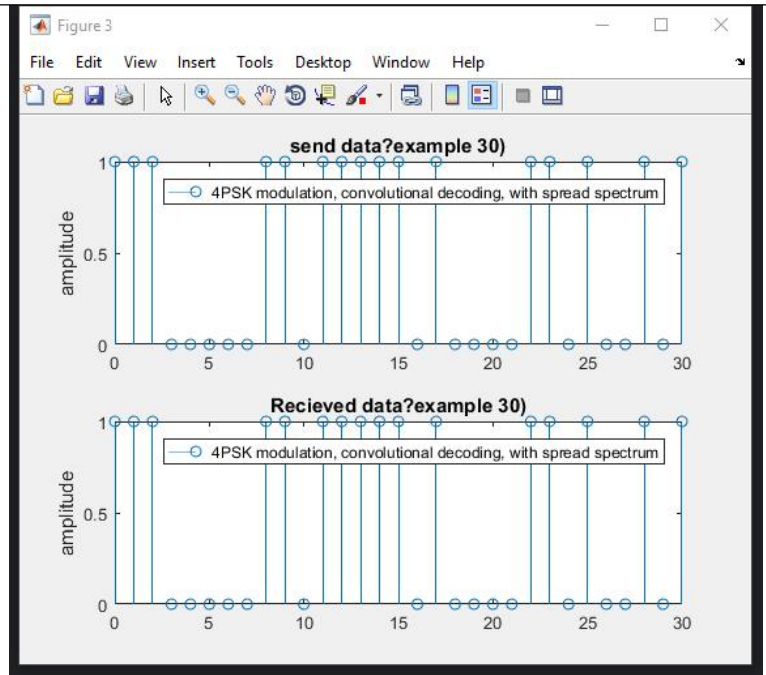 Figure 3
File Edit View Insert Tools Desktop Window Help
send data?example 30)
1
4PSK modulation, convolutional decoding, with spread spectrum
amplitude
0.5
0
0 5 10 15 20 25 30
Recieved data?example 30)
1
4PSK modulation, convolutional decoding, with spread spectrum
amplitude
0.5
0
0 5 10 15 20 25 30